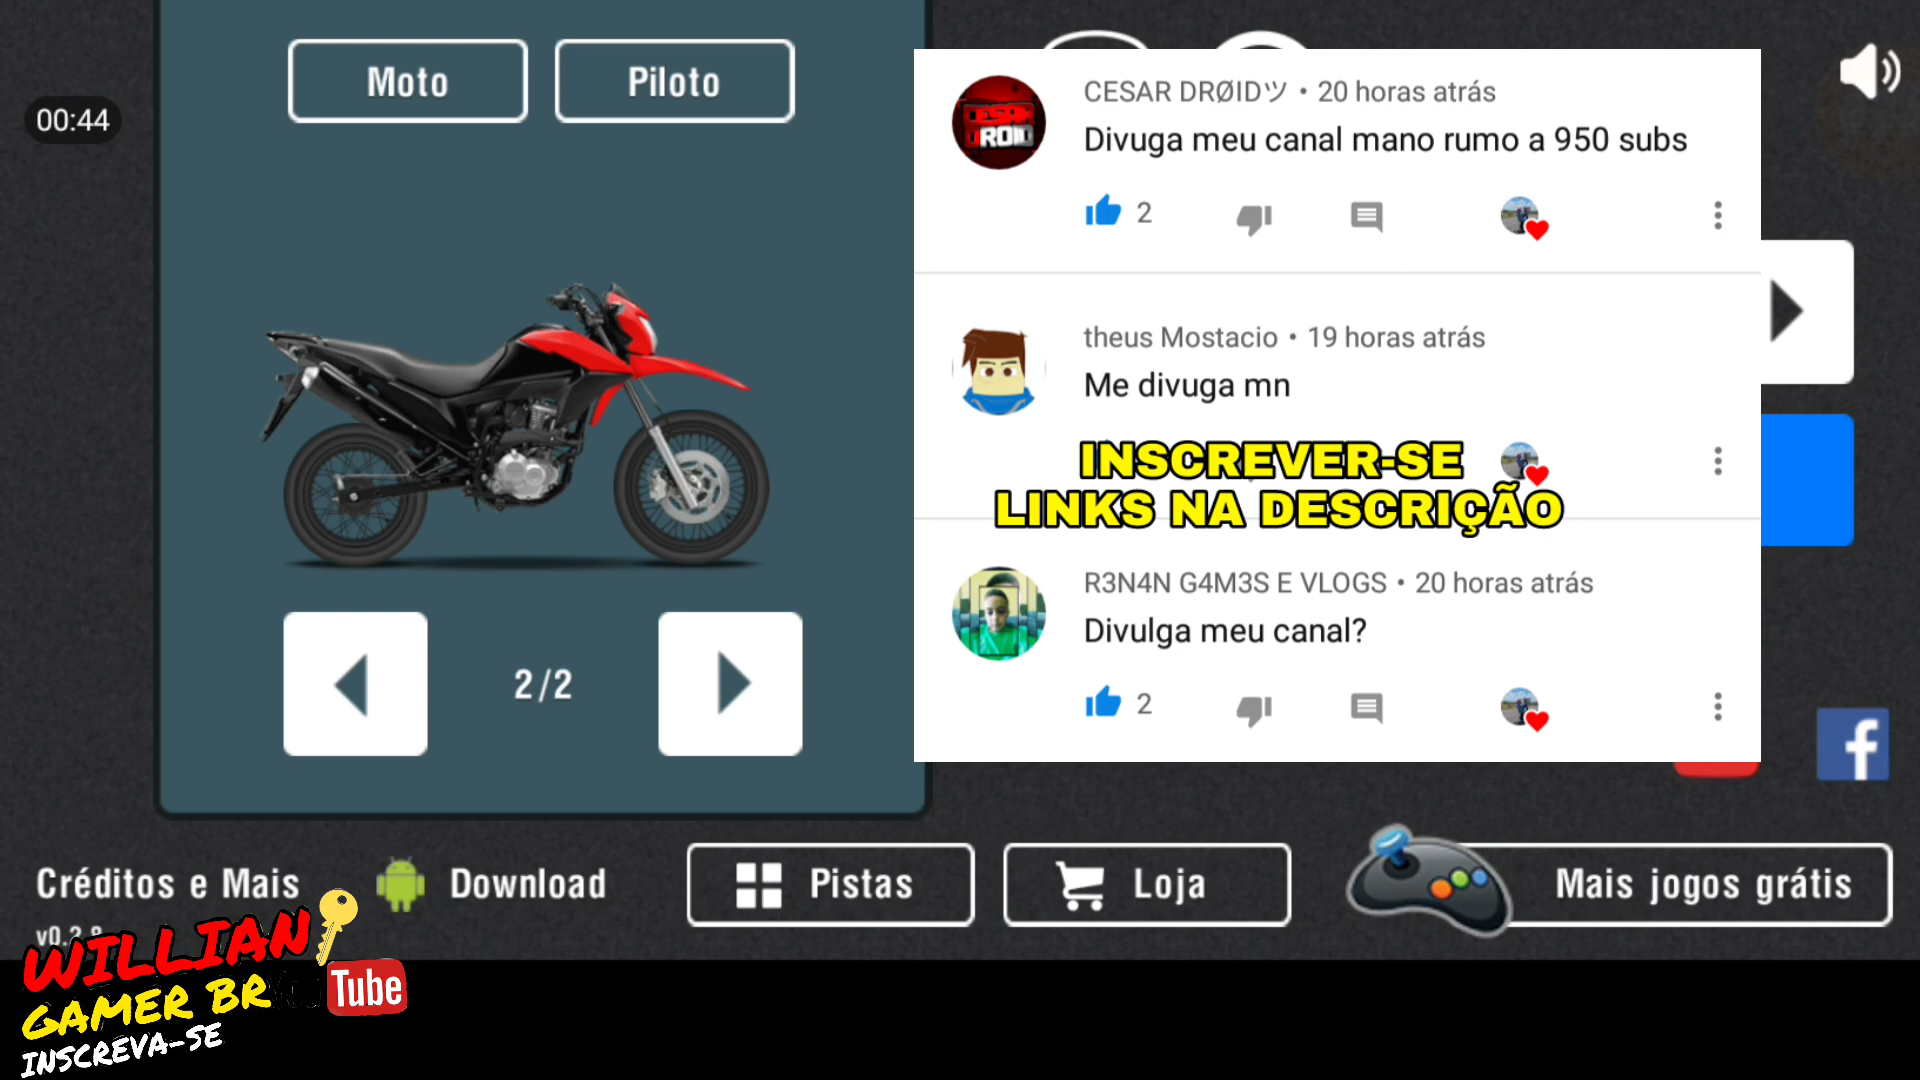 Moto
Piloto
00:44
CESAR DRØIDツ • 20 horas atrás
Divuga meu canal mano rumo a 950 subs
2
theus Mostacio • 19 horas atrás
Me divuga mn
INSCREVER-SE
LINKS NA DESCRIÇÃO
R3N4N G4M3S E VLOGS • 20 horas atrás
Divulga meu canal?
2
2/2
CESAR
DROID
Créditos e Mais
Download
Pistas
Loja
Mais jogos grátis
WILLIAN
GAMER BR
YouTube
INSCREVA-SE